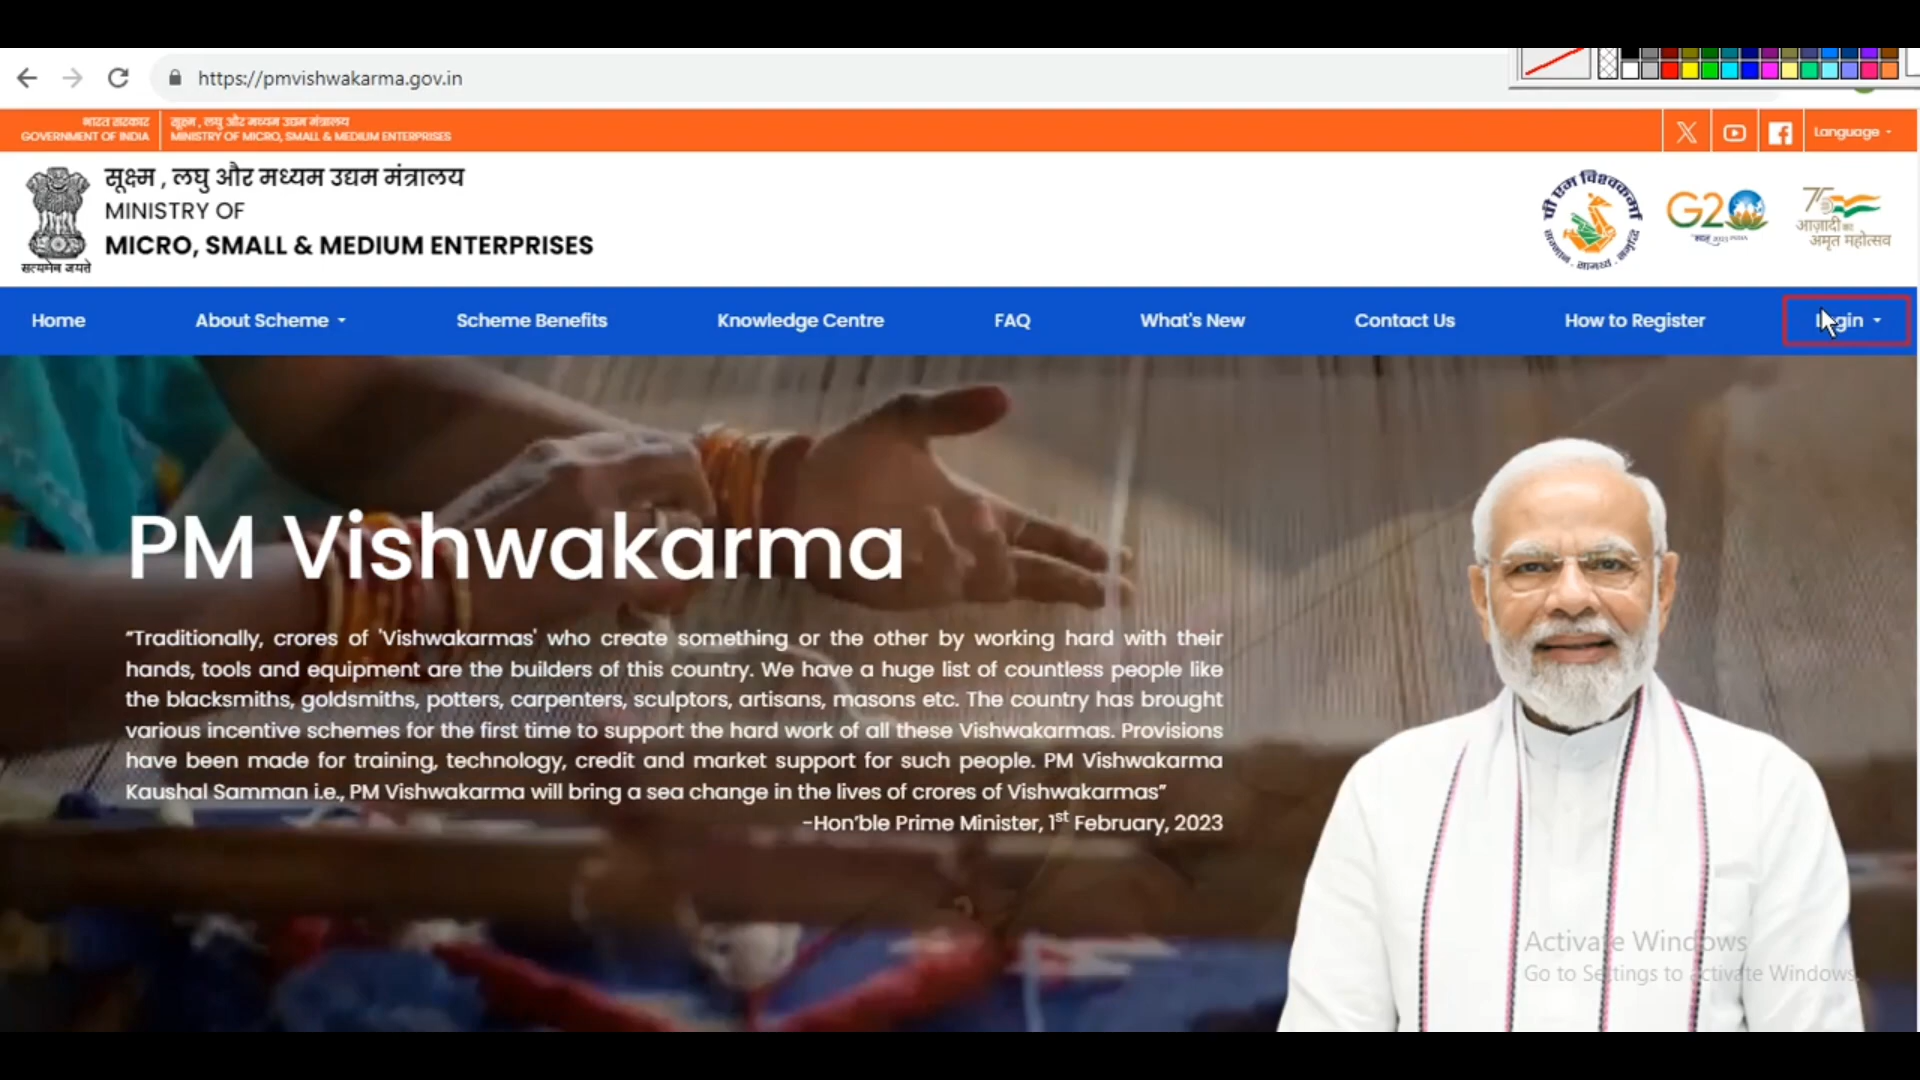 https://pmvishwakarma.gov.in
भारत सरकार
GOVERNMENT OF INDIA
सूक्ष्म , लघु और मध्यम उद्यम मंत्रालय
MINISTRY OF MICRO, SMALL & MEDIUM ENTERPRISES
Language
सूक्ष्म , लघु और मध्यम उद्यम मंत्रालय
MINISTRY OF
MICRO, SMALL & MEDIUM ENTERPRISES
सत्यमेव जयते
पी एम विश्वकर्मा
सम्मान . सामर्थ्य . समृद्धि
G20
75
आज़ादी का
अमृत महोत्सव
Home
About Scheme
Scheme Benefits
Knowledge Centre
FAQ
What's New
Contact Us
How to Register
Login
PM Vishwakarma
“Traditionally, crores of 'Vishwakarmas' who create something or the other by working hard with their
hands, tools and equipment are the builders of this country. We have a huge list of countless people like
the blacksmiths, goldsmiths, potters, carpenters, sculptors, artisans, masons etc. The country has brought
various incentive schemes for the first time to support the hard work of all these Vishwakarmas. Provisions
have been made for training, technology, credit and market support for such people. PM Vishwakarma
Kaushal Samman i.e., PM Vishwakarma will bring a sea change in the lives of crores of Vishwakarmas”
-Hon'ble Prime Minister, 1st February, 2023
Activate Windows
Go to Settings to activate Windows.